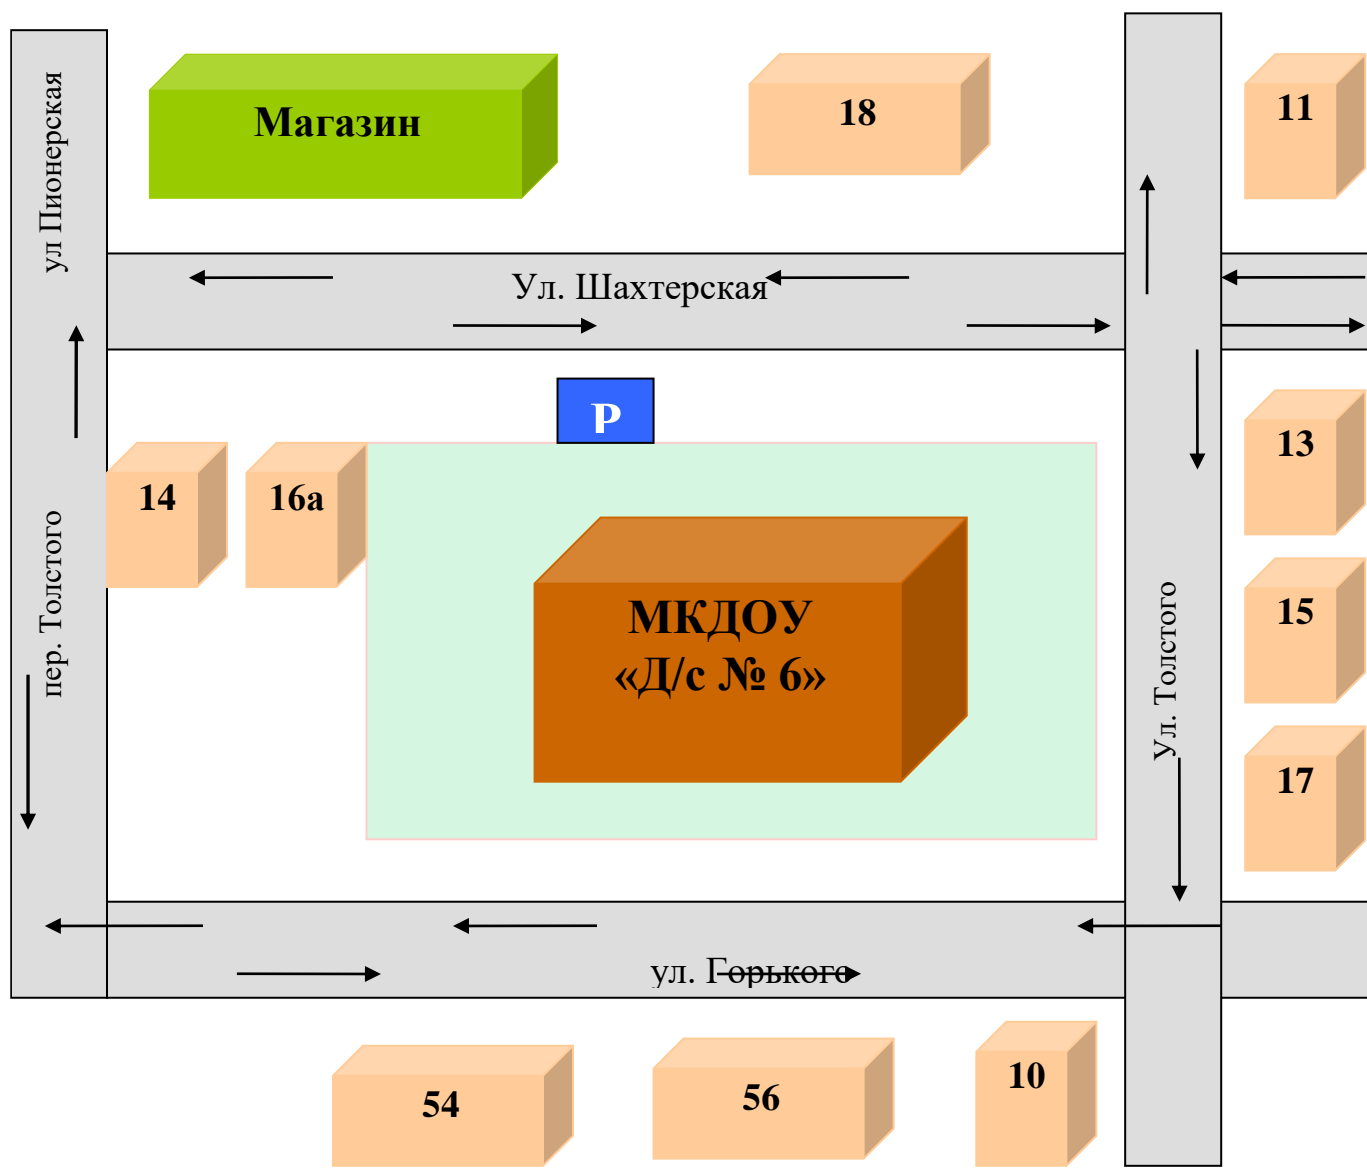 ул Пионерская
Магазин
18
11
Ул. Шахтерская
P
13
14
16а
пер. Толстого
МКДОУ
«Д/с № 6»
15
Ул. Толстого
17
ул. Горького
54
56
10